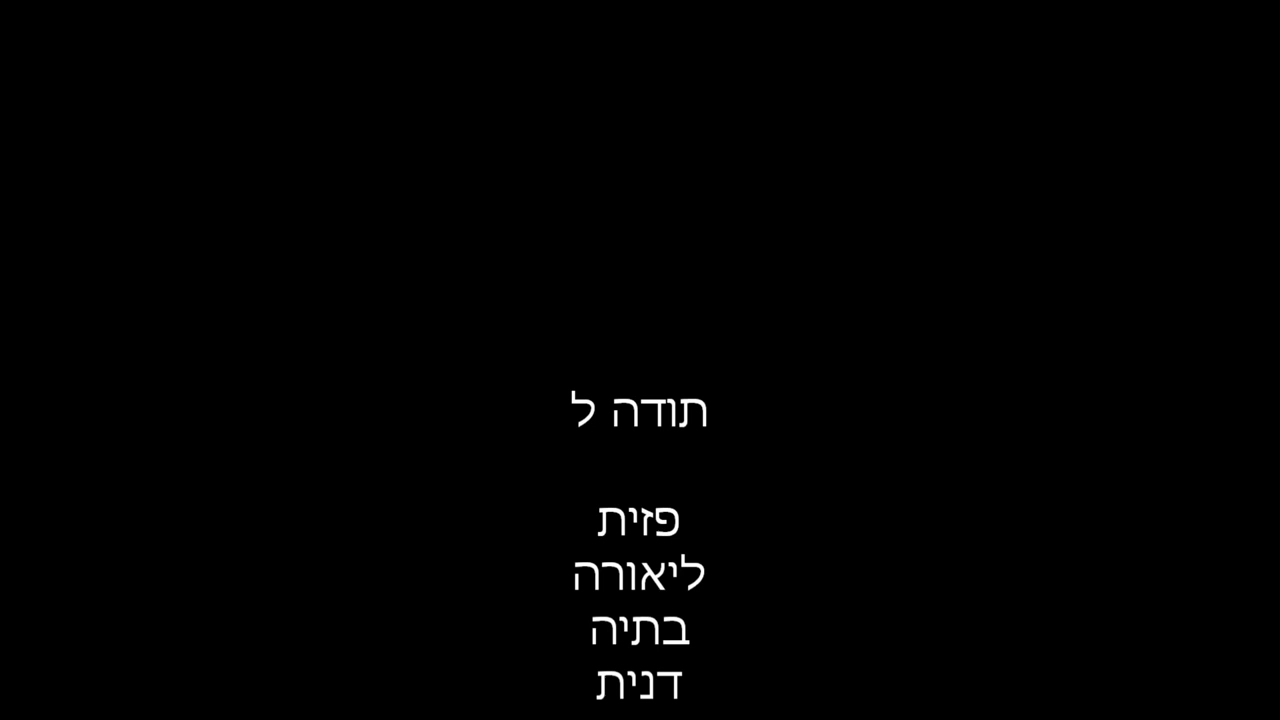 תודה ל
פזית
ליאורה
בתיה
דנית